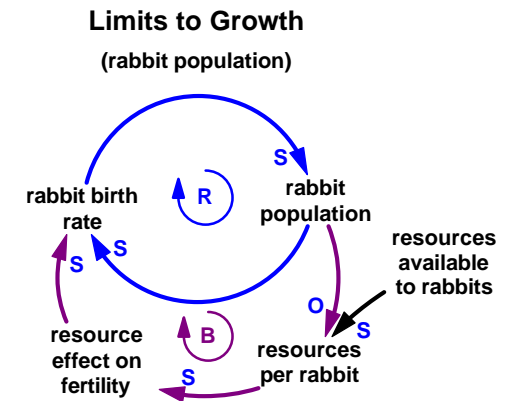 Limits to Growth
(rabbit population)
S
R
rabbit
population
rabbit birth
rate
S
S
resources
available
to rabbits
O
S
B
resource
effect on
fertility
resources
per rabbit
S